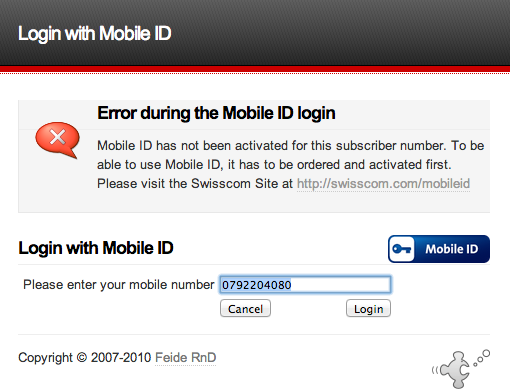 Login with Mobile ID
Error during the Mobile ID login
Mobile ID has not been activated for this subscriber number. To be
able to use Mobile ID, it has to be ordered and activated first.
Please visit the Swisscom Site at http://swisscom.com/mobileid
Login with Mobile ID
Mobile ID
Please enter your mobile number 0792204080
Cancel Login
Copyright © 2007-2010 Feide RnD